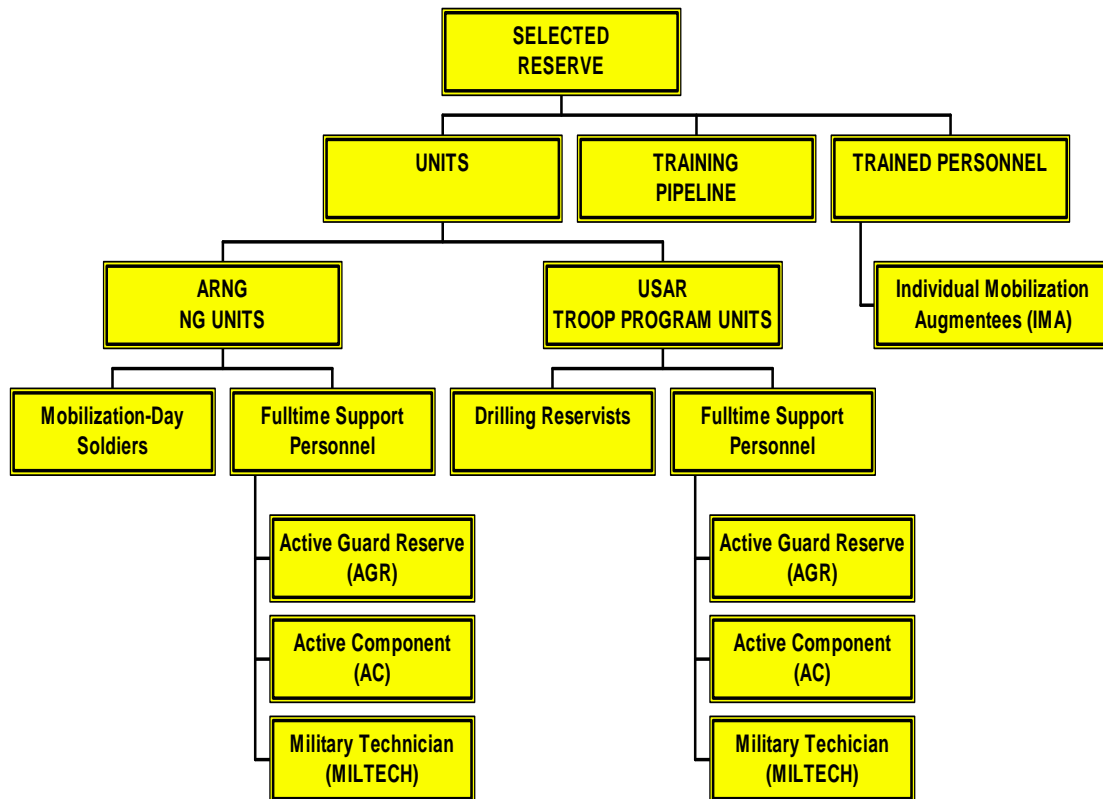 SELECTED
RESERVE
UNITS
TRAINING
PIPELINE
TRAINED PERSONNEL
ARNG
NG UNITS
USAR
TROOP PROGRAM UNITS
Individual Mobilization
Augmentees (IMA)
Mobilization-Day
Soldiers
Fulltime Support
Personnel
Drilling Reservists
Fulltime Support
Personnel
Active Guard Reserve
(AGR)
Active Guard Reserve
(AGR)
Active Component
(AC)
Active Component
(AC)
Military Technician
(MILTECH)
Military Techician
(MILTECH)